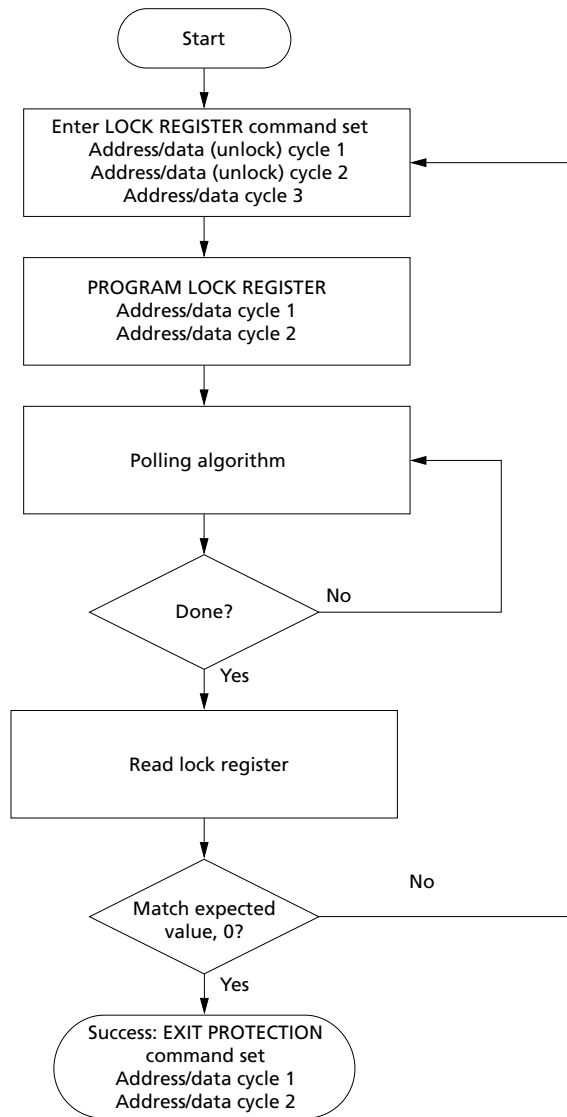 Start
Enter LOCK REGISTER command set
Address/data (unlock) cycle 1
Address/data (unlock) cycle 2
Address/data cycle 3
PROGRAM LOCK REGISTER
Address/data cycle 1
Address/data cycle 2
Polling algorithm
Done?
No
Yes
Read lock register
Match expected
value, 0?
No
Yes
Success: EXIT PROTECTION
command set
Address/data cycle 1
Address/data cycle 2